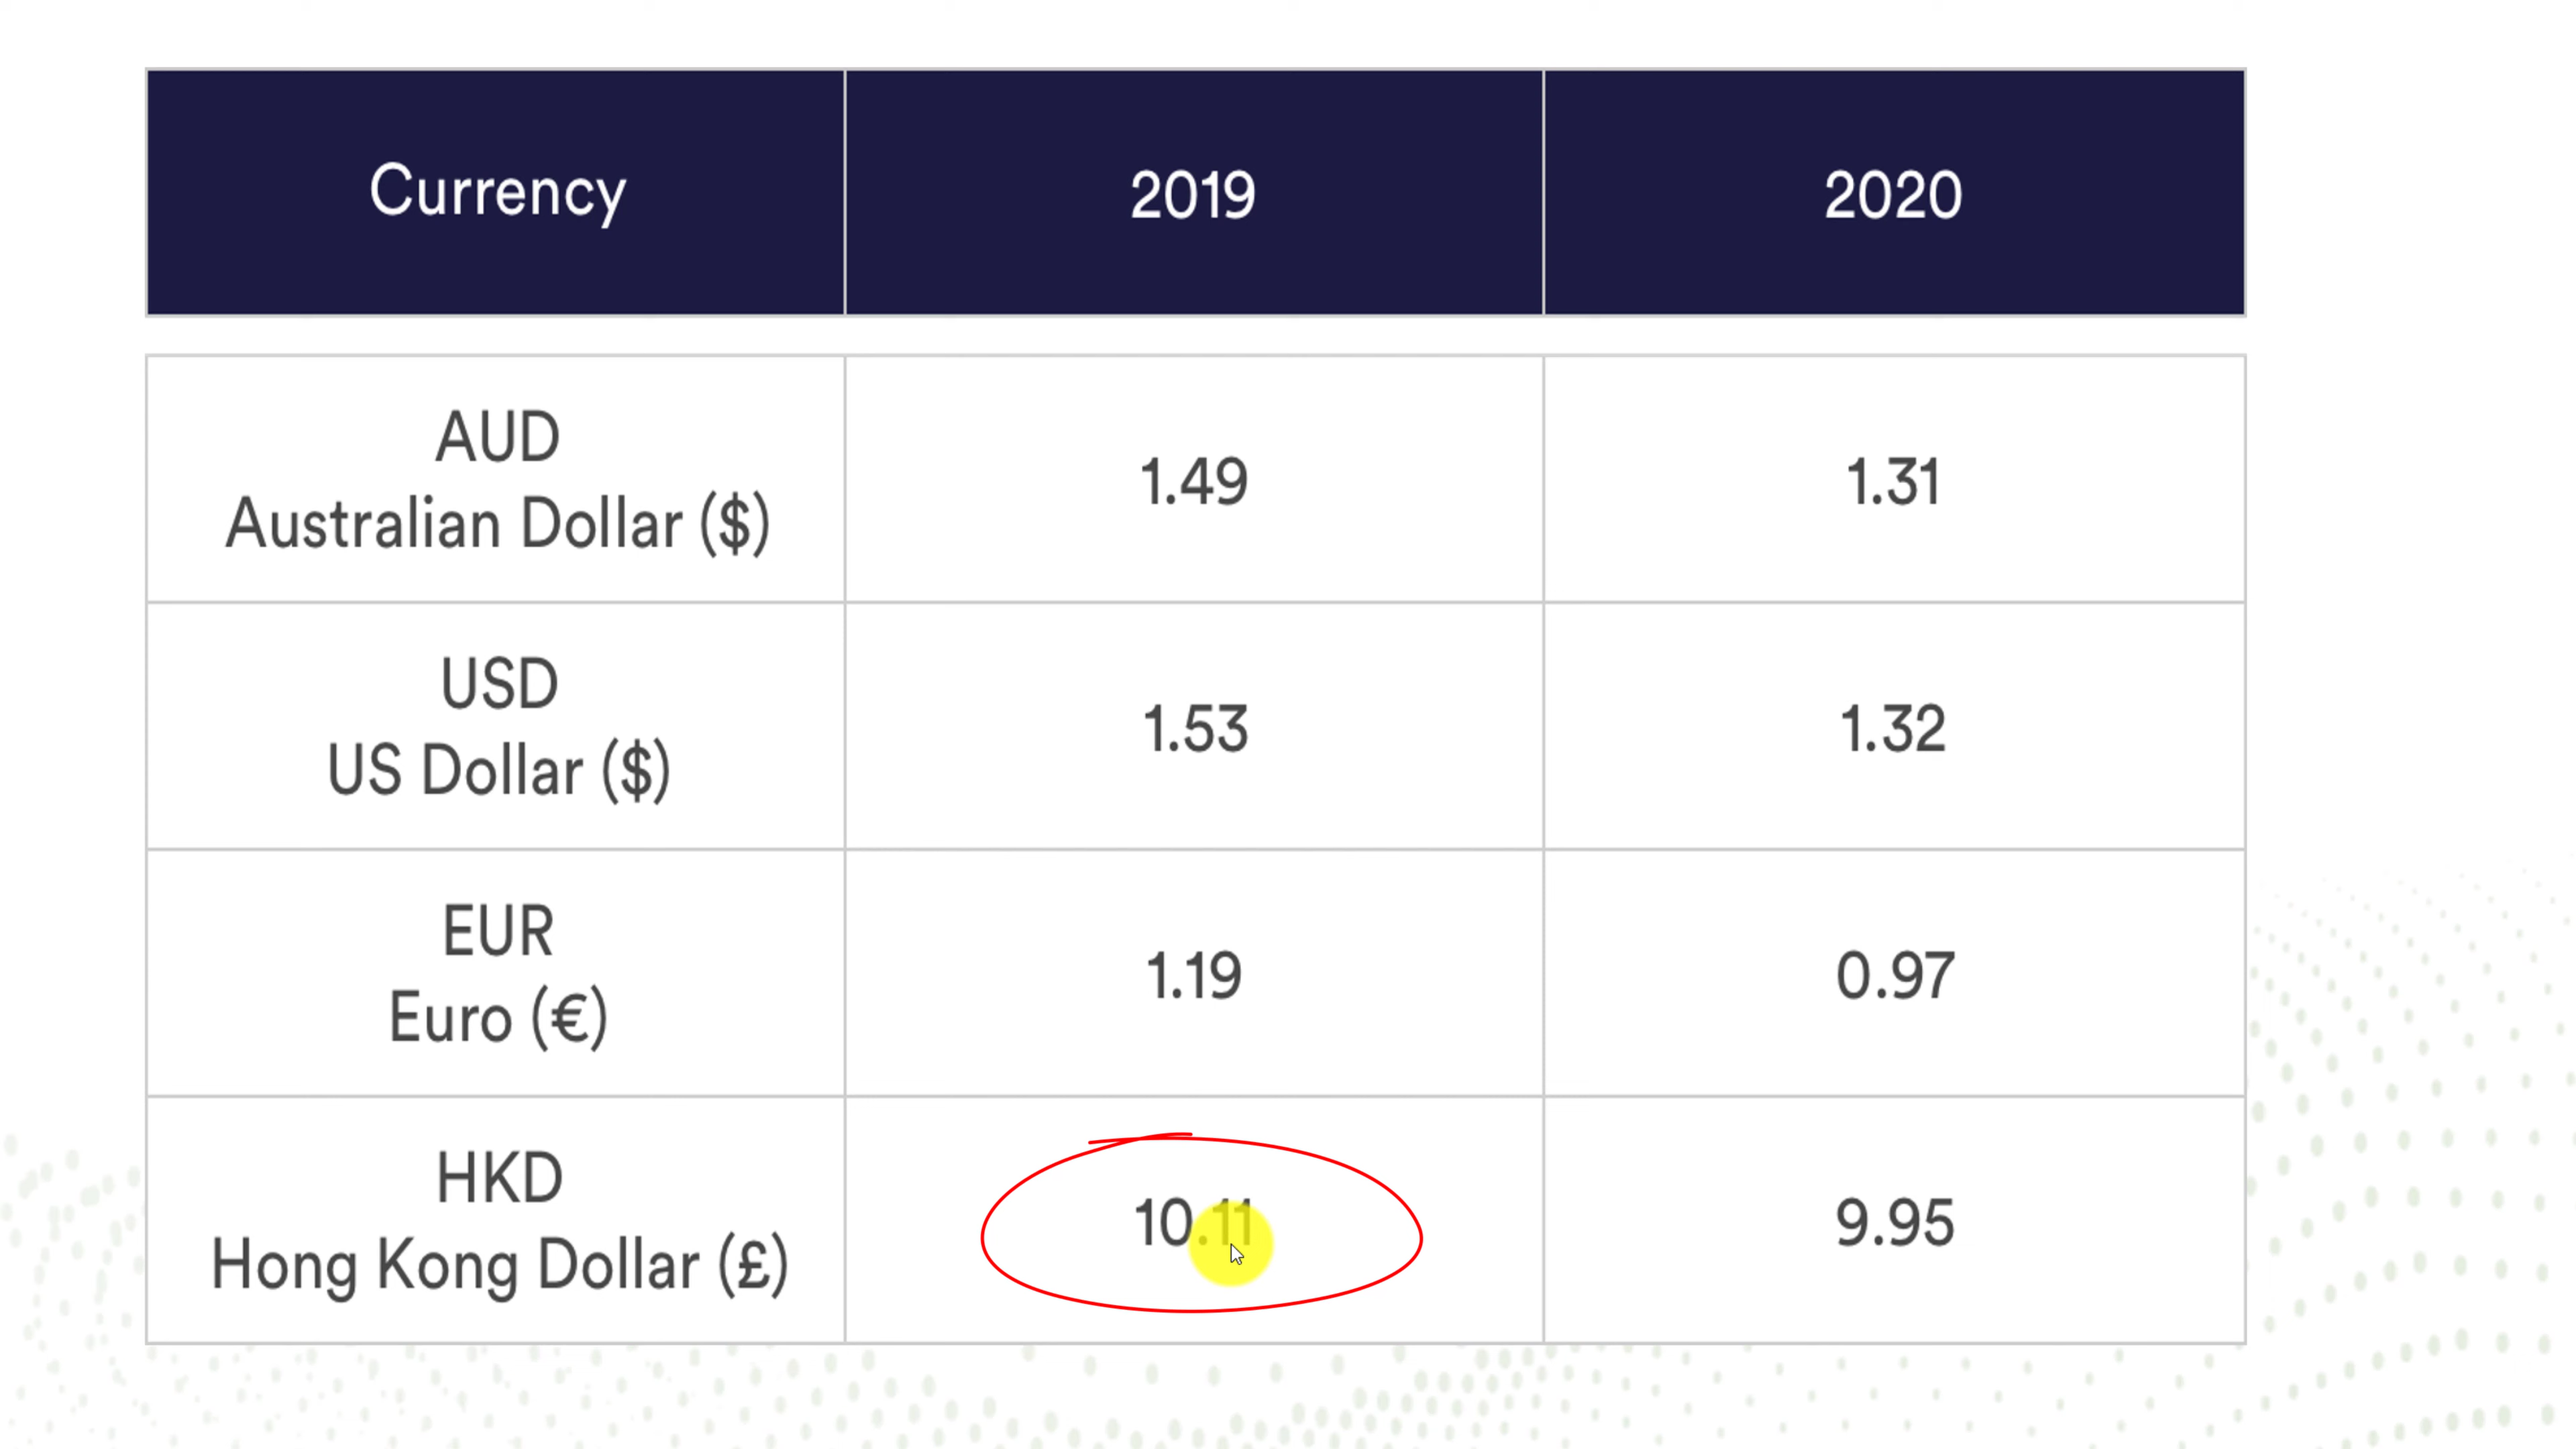 Currency 2019 2020
AUD
Australian Dollar ($) 1.49 1.31
USD
US Dollar ($) 1.53 1.32
EUR
Euro (€) 1.19 0.97
HKD
Hong Kong Dollar (£) 10.11 9.95